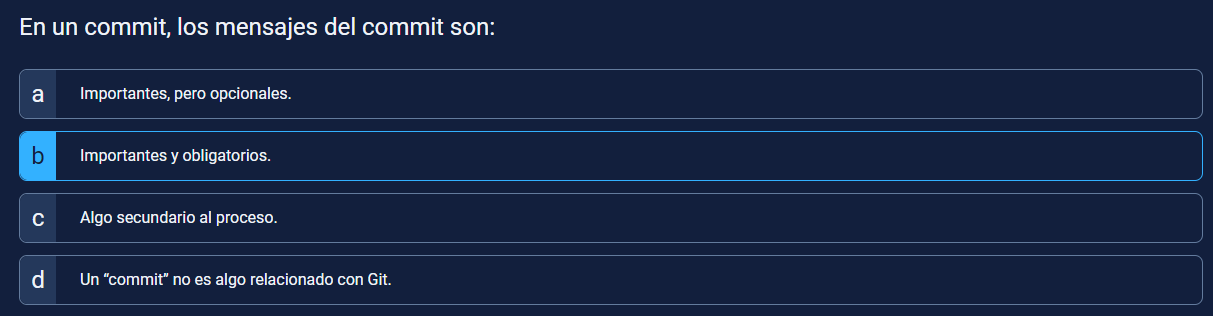 En un commit, los mensajes del commit son:
a Importantes, pero opcionales.
b Importantes y obligatorios.
c Algo secundario al proceso.
d Un “commit” no es algo relacionado con Git.